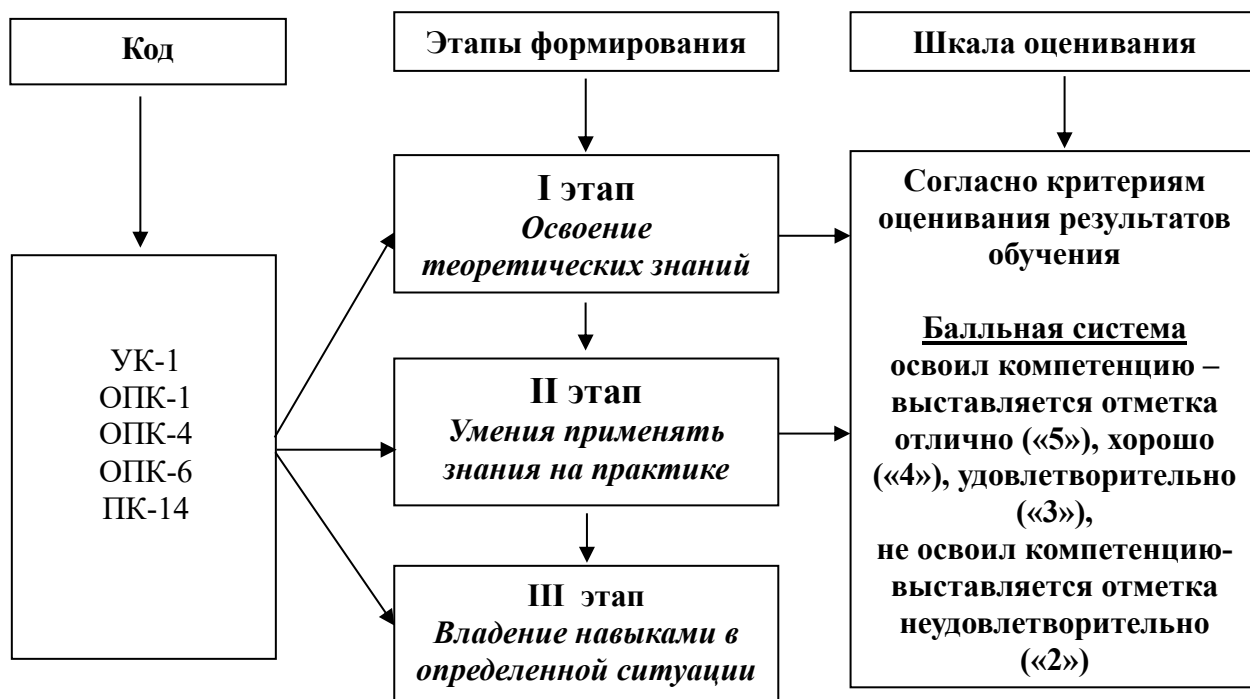 Код
Этапы формирования
Шкала оценивания
УК-1
ОПК-1
ОПК-4
ОПК-6
ПК-14
I этап
Освоение
теоретических знаний
II этап
Умения применять
знания на практике
III этап
Владение навыками в
определенной ситуации
Согласно критериям
оценивания результатов
обучения
Балльная система
освоил компетенцию –
выставляется отметка
отлично («5»), хорошо
(«4»), удовлетворительно
(«3»),
не освоил компетенцию-
выставляется отметка
неудовлетворительно
(«2»)